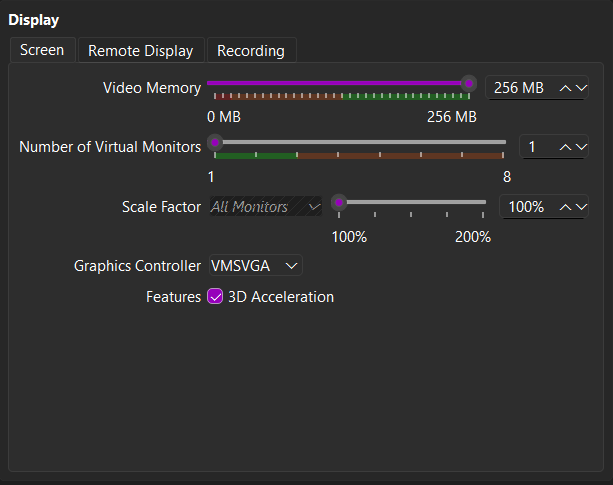 Display
Screen Remote Display Recording
Video Memory 256 MB
0 MB 256 MB
Number of Virtual Monitors 1
1 8
Scale Factor All Monitors 100%
100% 200%
Graphics Controller VMSVGA
Features 3D Acceleration